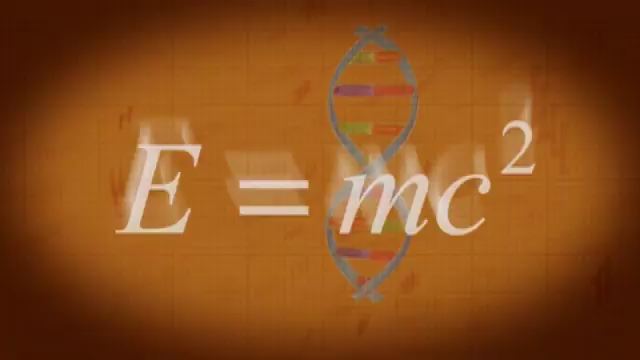 E = mc²